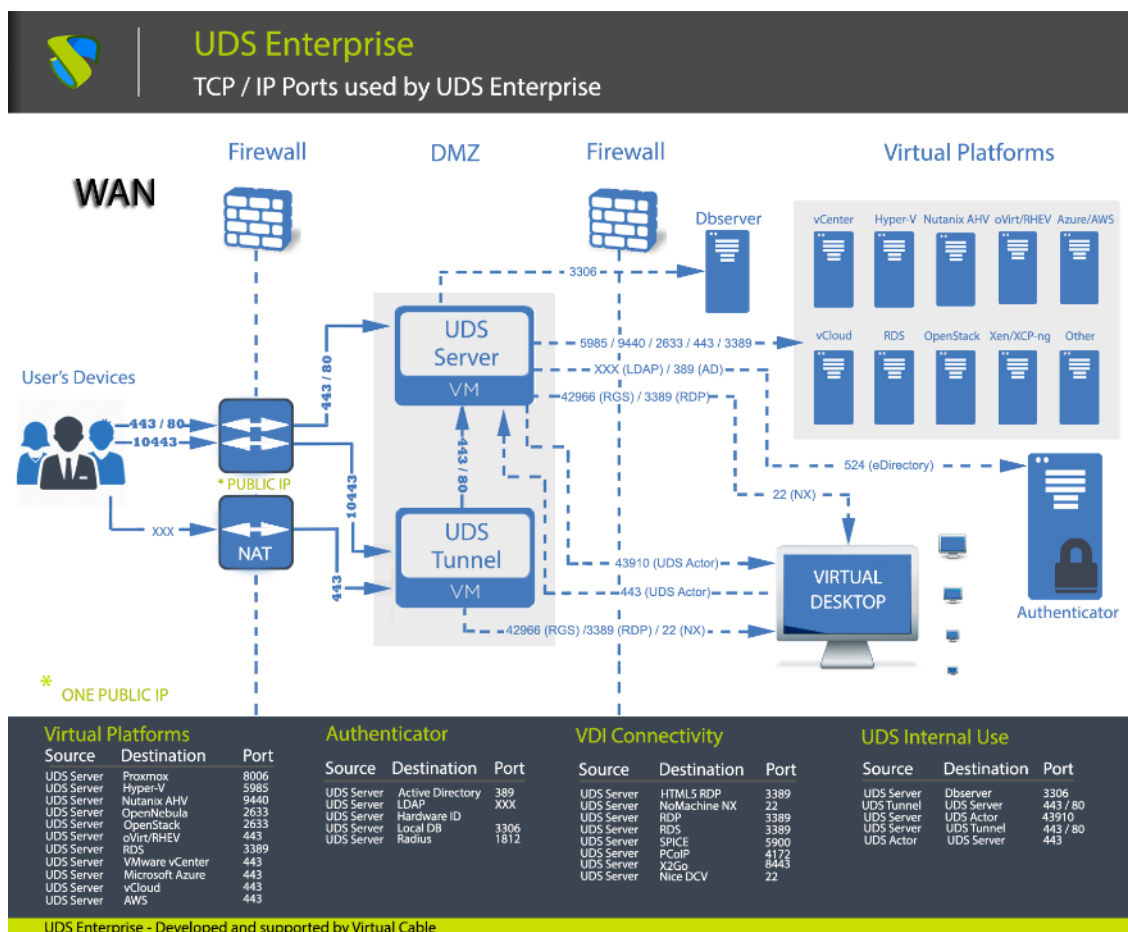 UDS Enterprise
TCP / IP Ports used by UDS Enterprise
Firewall
DMZ
Firewall
Virtual Platforms
WAN
Dbserver
vCenter
Hyper-V
Nutanix AHV
oVirt/RHEV
Azure/AWS
3306
UDS
Server
VM
5985 / 9440 / 2633 / 443 / 3389
vCloud
RDS
OpenStack
Xen/XCP-ng
Other
XXX (LDAP) / 389 (AD)
42966 (RGS) / 3389 (RDP)
443 / 80
User's Devices
443 / 80
10443
* PUBLIC IP
443 / 80
10443
524 (eDirectory)
22 (NX)
XXX
NAT
443
UDS
Tunnel
VM
43910 (UDS Actor)
443 (UDS Actor)
VIRTUAL
DESKTOP
Authenticator
42966 (RGS) /3389 (RDP) / 22 (NX)
* ONE PUBLIC IP
Virtual Platforms
Source Destination Port
UDS Server Proxmox 8006
UDS Server Hyper-V 5985
UDS Server Nutanix AHV 9440
UDS Server OpenNebula 2633
UDS Server OpenStack 2633
UDS Server oVirt/RHEV 443
UDS Server RDS 3389
UDS Server VMware vCenter 443
UDS Server Microsoft Azure 443
UDS Server vCloud 443
UDS Server AWS 443
Authenticator
Source Destination Port
UDS Server Active Directory 389
UDS Server LDAP XXX
UDS Server Hardware ID
UDS Server Local DB 3306
UDS Server Radius 1812
VDI Connectivity
Source Destination Port
UDS Server HTML5 RDP 3389
UDS Server NoMachine NX 22
UDS Server RDP 3389
UDS Server RDS 3389
UDS Server SPICE 5900
UDS Server PCoIP 4172
UDS Server X2Go 8443
UDS Server Nice DCV 22
UDS Internal Use
Source Destination Port
UDS Server Dbserver 3306
UDS Tunnel UDS Server 443 / 80
UDS Server UDS Actor 43910
UDS Server UDS Tunnel 443 / 80
UDS Actor UDS Server 443
UDS Enterprise - Developed and supported by Virtual Cable